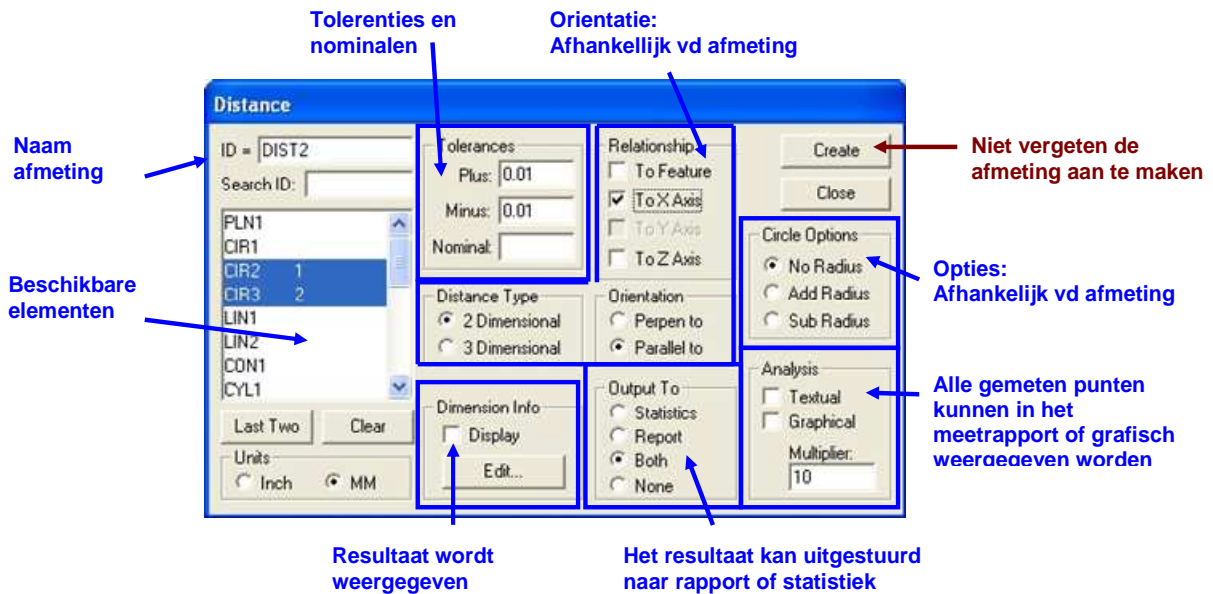 Tolerenties en
nominalen
Orientatie:
Afhankellijk vd afmeting
Distance
Naam
afmeting
ID = DIST2
Search ID:
PLN1
CIR1
CIR2 1
CIR3 2
LIN1
LIN2
CON1
CYL1
Last Two
Clear
Units
Inch
MM
Beschikbare
elementen
Tolerances
Plus: 0.01
Minus: 0.01
Nominal:
Distance Type
2 Dimensional
3 Dimensional
Dimension Info
Display
Edit...
Relationship
To Feature
To X Axis
To Y Axis
To Z Axis
Orientation
Perpen to
Parallel to
Output To
Statistics
Report
Both
None
Create
Close
Circle Options
No Radius
Add Radius
Sub Radius
Analysis
Textual
Graphical
Multiplier:
10
Niet vergeten de
afmeting aan te maken
Opties:
Afhankelijk vd afmeting
Alle gemeten punten
kunnen in het
meetrapport of grafisch
weergegeven worden
Resultaat wordt
weergegeven
Het resultaat kan uitgestuurd
naar rapport of statistiek